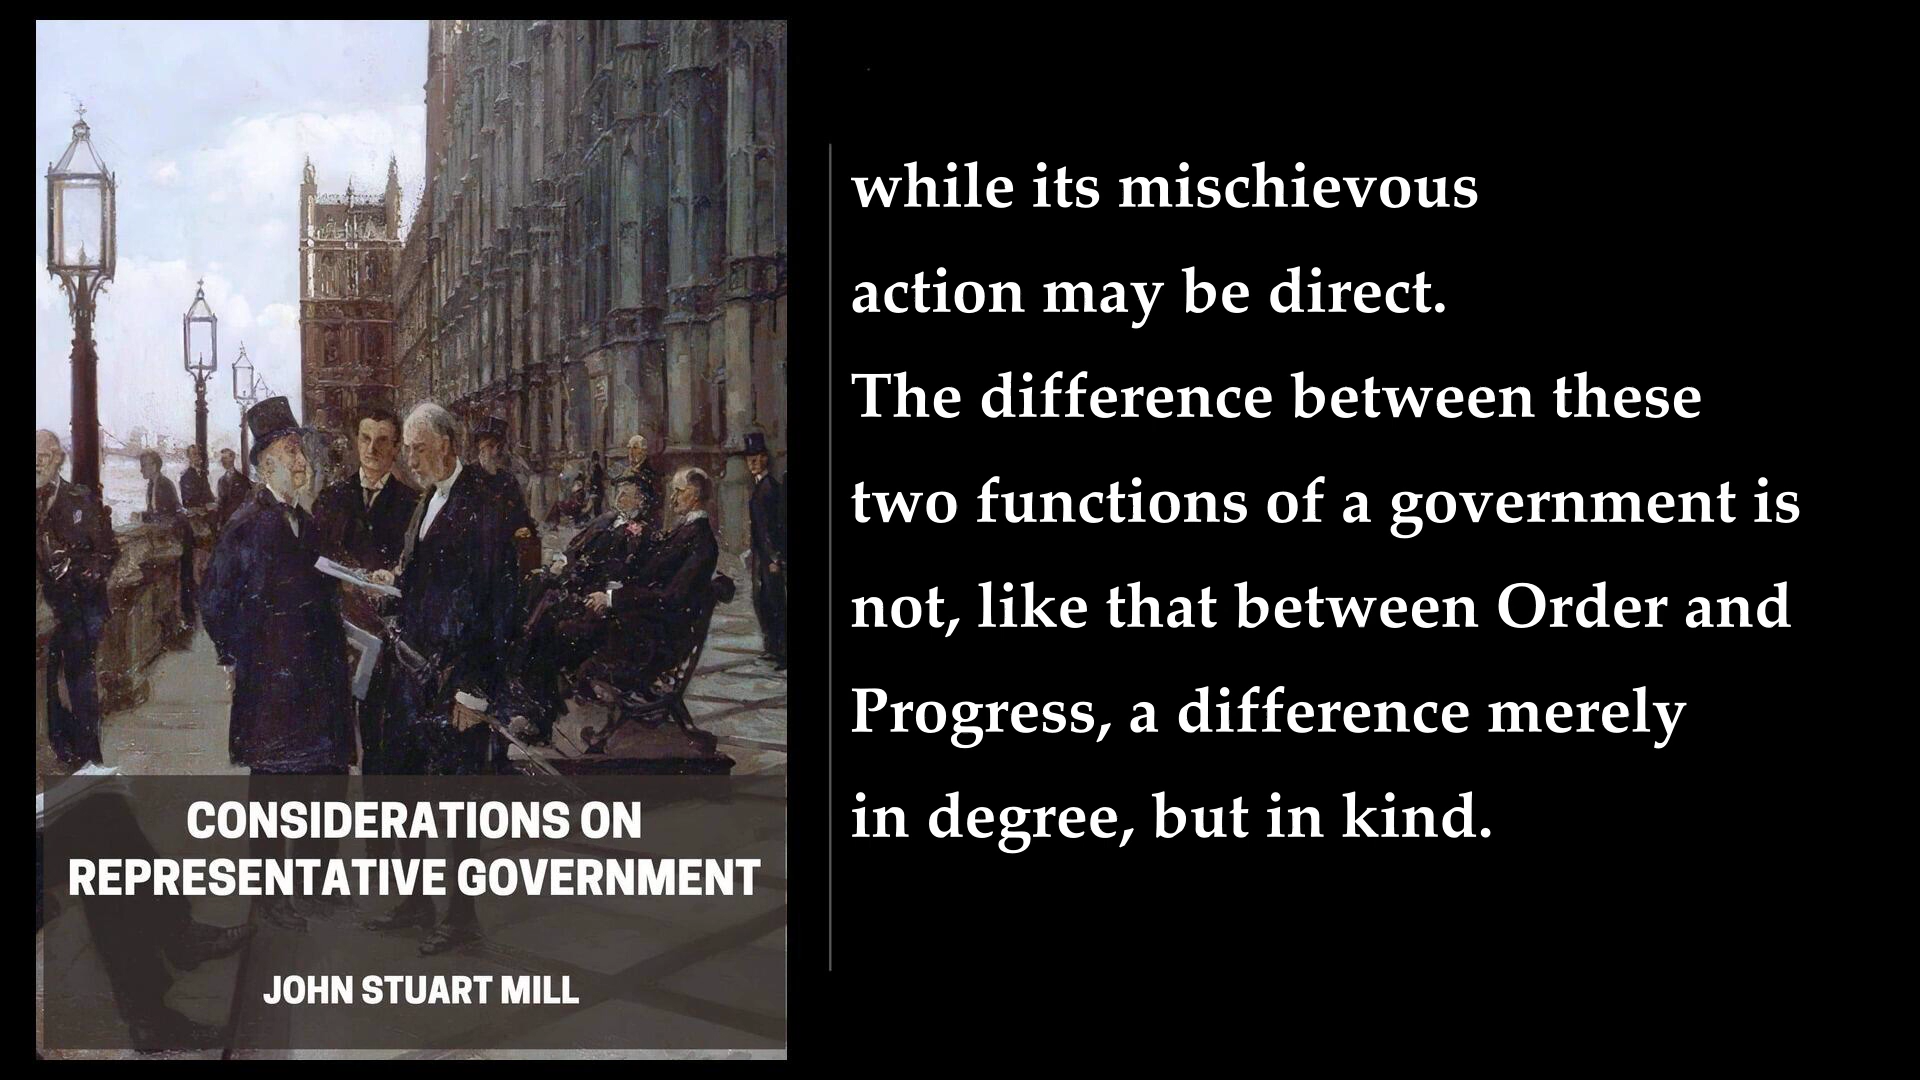 while its mischievous
action may be direct.
The difference between these
two functions of a government is
not, like that between Order and
Progress, a difference merely
in degree, but in kind.
CONSIDERATIONS ON
REPRESENTATIVE GOVERNMENT
JOHN STUART MILL